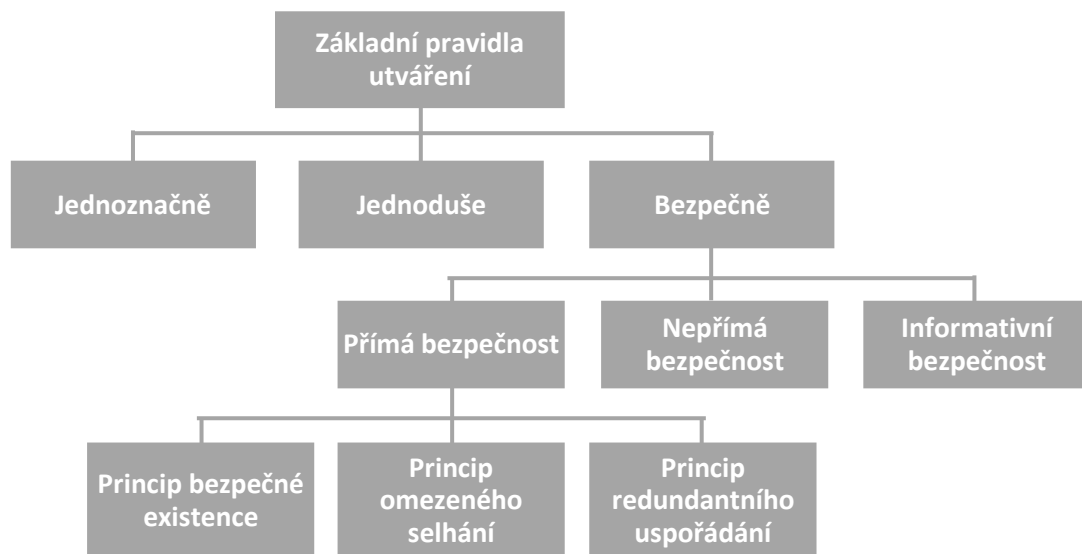 Základní pravidla
utváření
Jednoznačně
Jednoduše
Bezpečně
Přímá bezpečnost
Nepřímá
bezpečnost
Informativní
bezpečnost
Princip bezpečné
existence
Princip
omezeného
selhání
Princip
redundantního
uspořádání